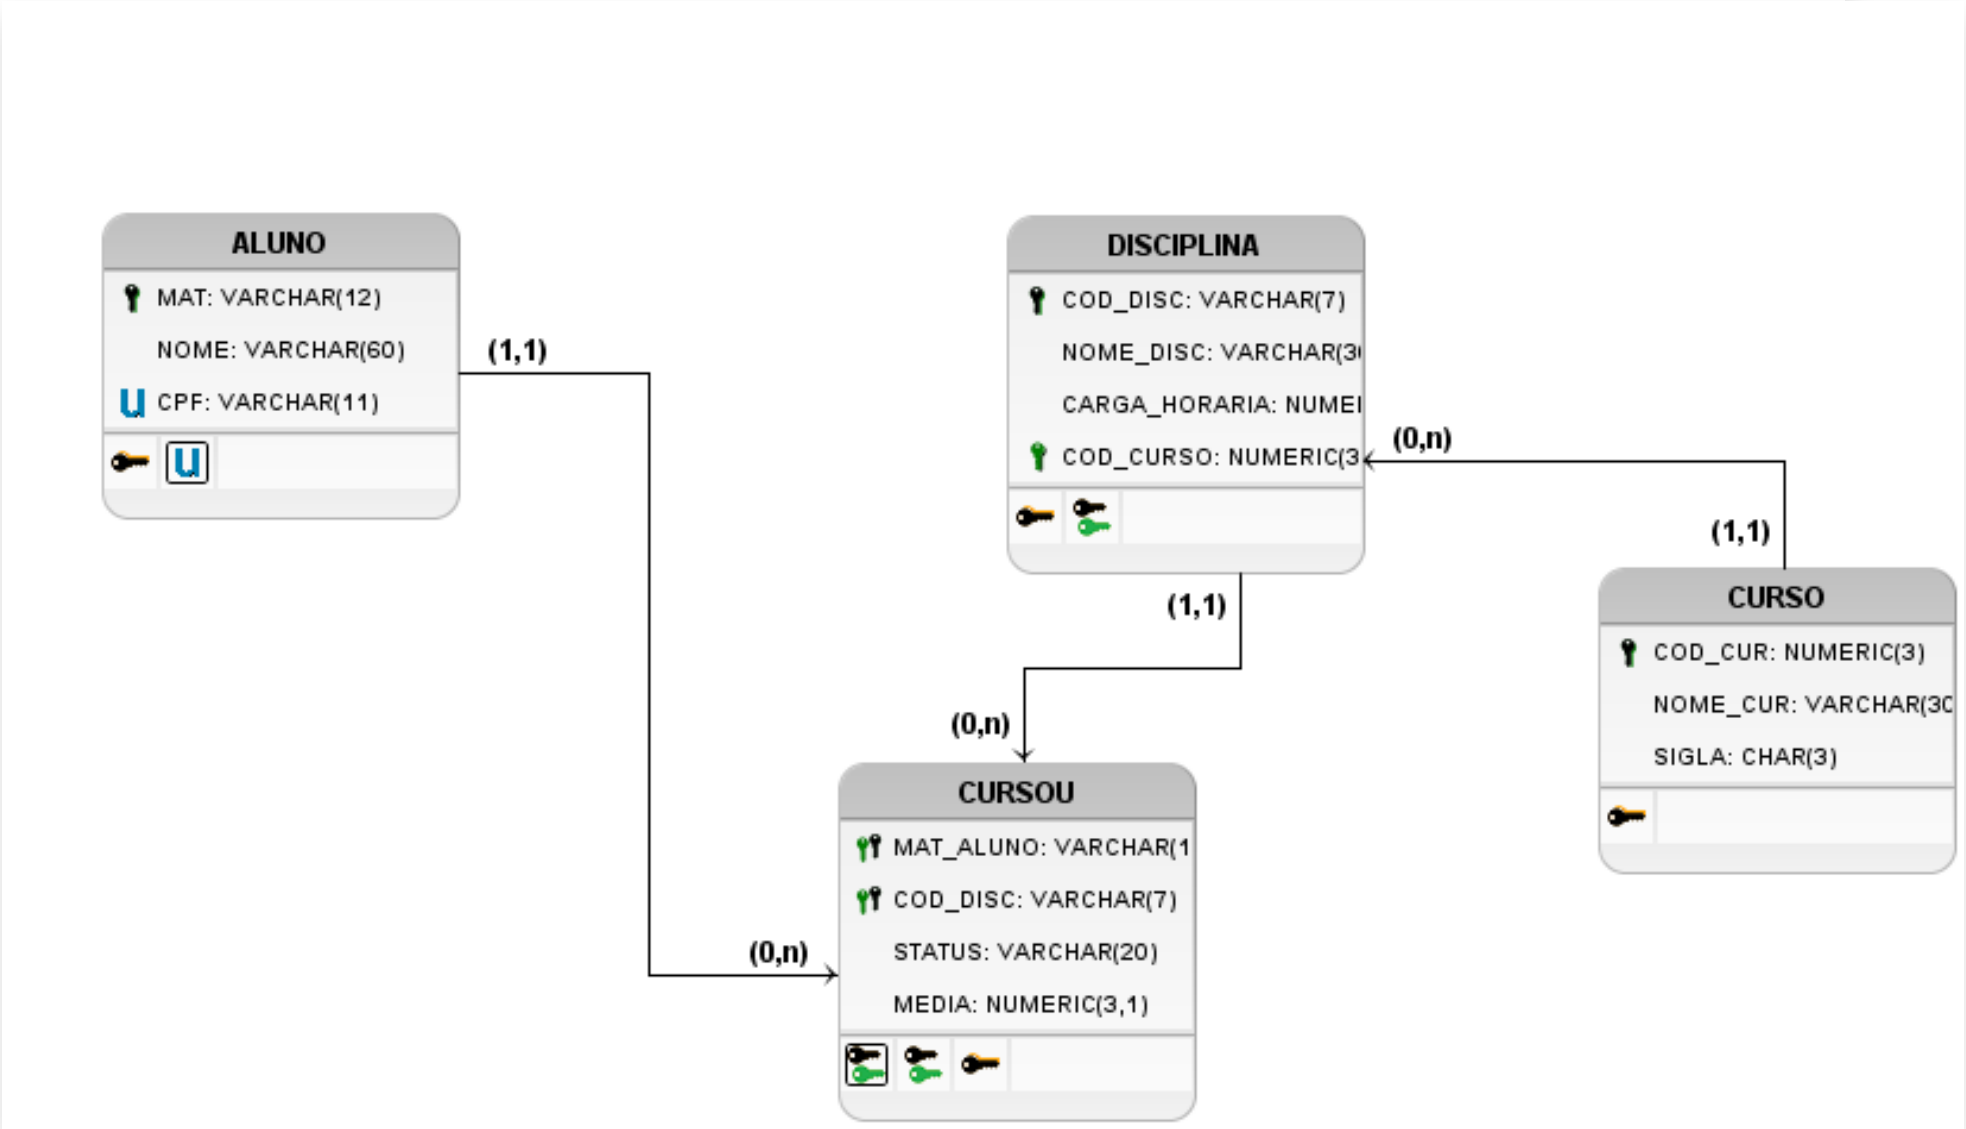 ALUNO
MAT: VARCHAR(12)
NOME: VARCHAR(60)
U CPF: VARCHAR(11)
U
(1,1)
DISCIPLINA
COD_DISC: VARCHAR(7)
NOME_DISC: VARCHAR(3
CARGA_HORARIA: NUME
COD_CURSO: NUMERIC(3
(0,n)
(1,1)
(1,1)
(0,n)
CURSO
COD_CUR: NUMERIC(3)
NOME_CUR: VARCHAR(30
SIGLA: CHAR(3)
CURSOU
MAT_ALUNO: VARCHAR(1
COD_DISC: VARCHAR(7)
STATUS: VARCHAR(20)
MEDIA: NUMERIC(3,1)
(0,n)